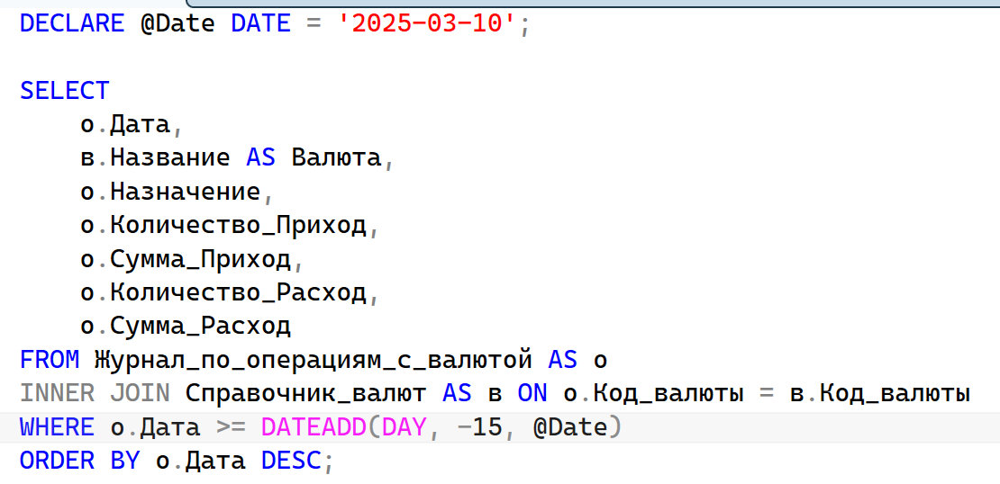 DECLARE @Date DATE = '2025-03-10';
SELECT
о.Дата,
в.Название AS Валюта,
о.Назначение,
о.Количество_Приход,
о.Сумма_Приход,
о.Количество_Расход,
о.Сумма_Расход
FROM Журнал_по_операциям_с_валютой AS о
INNER JOIN Справочник_валют AS в ON о.Код_валюты = в.Код_валюты
WHERE о.Дата >= DATEADD(DAY, -15, @Date)
ORDER BY о.Дата DESC;